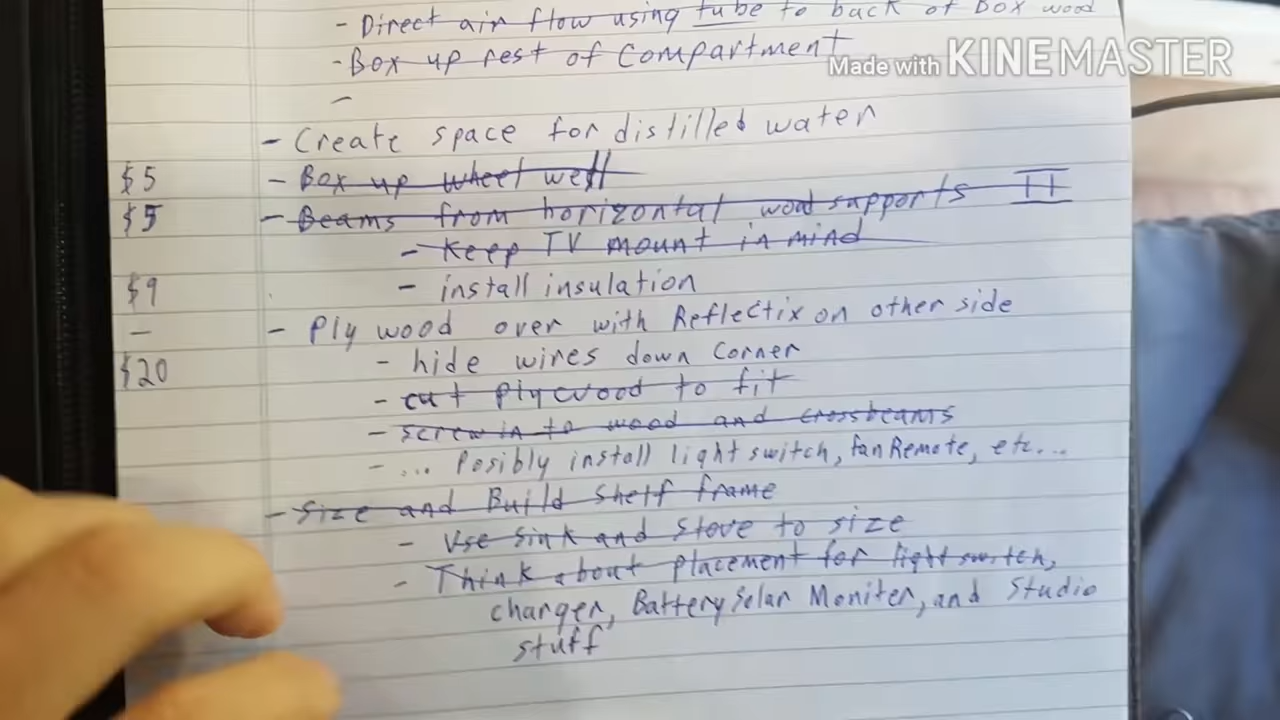 - Direct air flow using tube to back of Box wood
- Box up rest of Compartment
Made with KINEMASTER
-
- Create space for distilled water
$5 - Box up wheel well
$5 - Beams from horizontal wood supports II
- Keep TV mount in mind
$9 - install insulation
- - Ply wood over with Reflectix on other side
$20 - hide wires down corner
- cut plywood to fit
- screw in to wood and crossbeams
- ... Posibly install light switch, fan Remote, etc...
- Size and Build Shelf frame
- Use Sink and Stove to size
- Think about placement for light switch,
charger, Battery Solar Moniter, and Studio
stuff